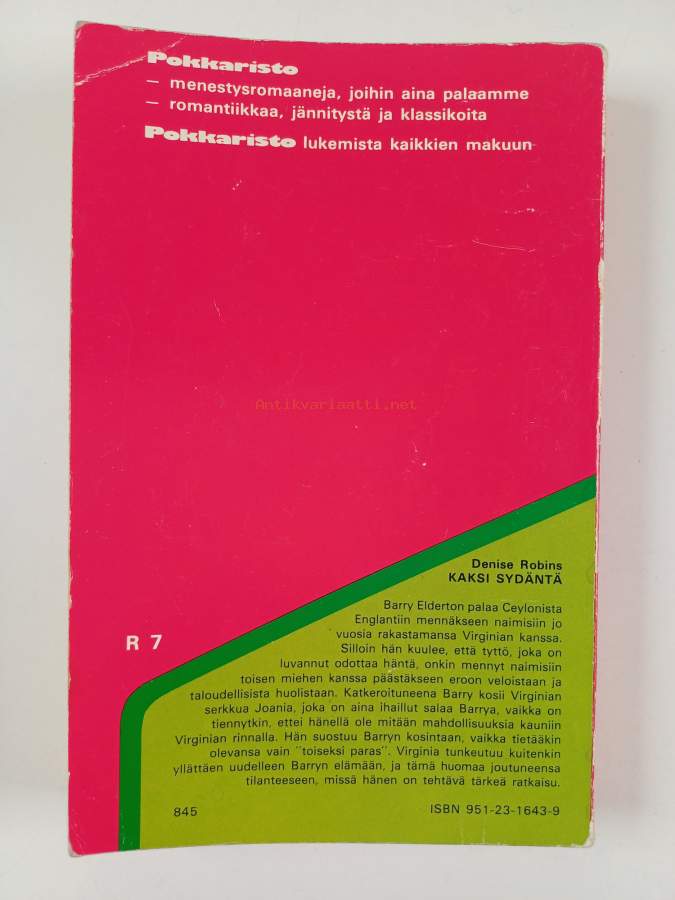 Pokkaristo
— menestysromaaneja, joihin aina palaamme
— romantiikkaa, jännitystä ja klassikoita
Pokkaristo lukemista kaikkien makuun
Antikvariaatti.net
Denise Robins
KAKSI SYDÄNTÄ
Barry Elderton palaa Ceylonista
Englantiin mennäkseen naimisiin jo
vuosia rakastamansa Virginian kanssa.
Silloin hän kuulee, että tyttö, joka on
luvannut odottaa häntä, onkin mennyt naimisiin
toisen miehen kanssa päästäkseen eroon veloistaan ja
taloudellisista huolistaan. Katkeroituneena Barry kosii Virginian
serkkua Joania, joka on aina ihaillut salaa Barrya, vaikka on
tiennytkin, ettei hänellä ole mitään mahdollisuuksia kauniin
Virginian rinnalla. Hän suostuu Barryn kosintaan, vaikka tietääkin
olevansa vain "toiseksi paras". Virginia tunkeutuu kuitenkin
yllättäen uudelleen Barryn elämään, ja tämä huomaa joutuneensa
tilanteeseen, missä hänen on tehtävä tärkeä ratkaisu.
R 7
845
ISBN 951-23-1643-9